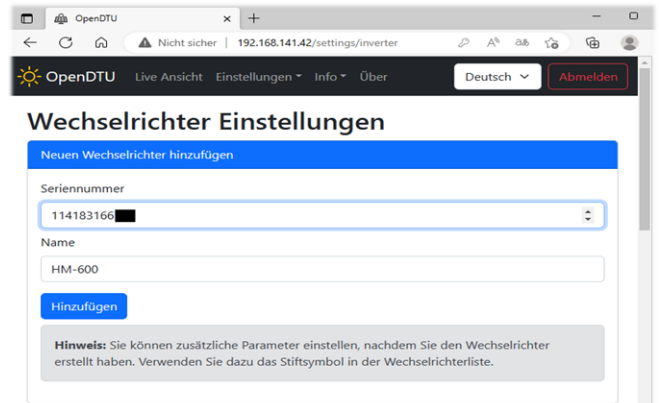 OpenDTU
Nicht sicher | 192.168.141.42/settings/inverter
OpenDTU Live Ansicht Einstellungen Info Über Deutsch Abmelden
Wechselrichter Einstellungen
Neuen Wechselrichter hinzufügen
Seriennummer
114183166
Name
HM-600
Hinzufügen
Hinweis: Sie können zusätzliche Parameter einstellen, nachdem Sie den Wechselrichter
erstellt haben. Verwenden Sie dazu das Stiftsymbol in der Wechselrichterliste.